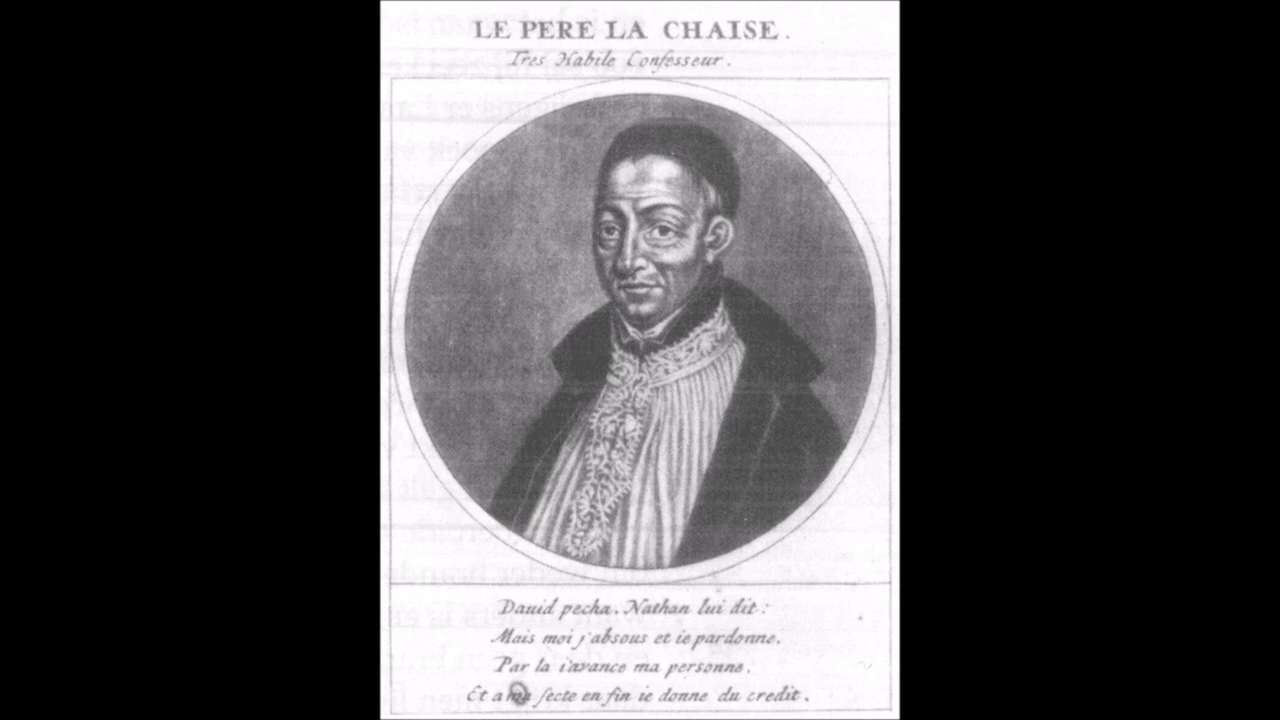 LE PERE LA CHAISE.
Tres Habile Confesseur.
Dauid pecha, Nathan lui dit:
Mais moi j'absous et ie pardonne.
Par la i'avance ma personne.
Et a ma secte en fin ie donne du credit.